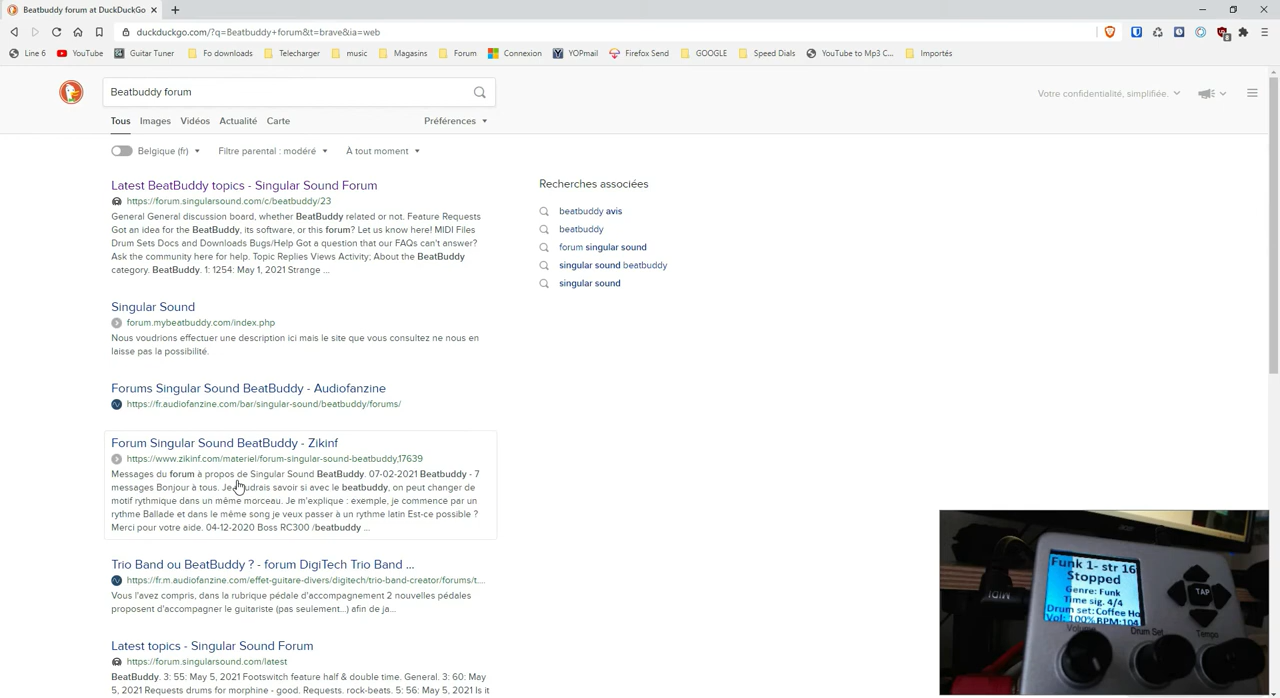 Beatbuddy forum at DuckDuckGo
duckduckgo.com/?q=Beatbuddy+forum&t=brave&ia=web
Line 6 YouTube Guitar Tuner Fo downloads Telecharger music Magasins Forum Connexion YOPmail Firefox Send GOOGLE Speed Dials YouTube to Mp3 C... Importés
Beatbuddy forum
Votre confidentialité, simplifiée.
Tous Images Vidéos Actualité Carte Préférences
Belgique (fr) Filtre parental : modéré À tout moment
Latest BeatBuddy topics - Singular Sound Forum
https://forum.singularsound.com/c/beatbuddy/23
General General discussion board, whether BeatBuddy related or not. Feature Requests
Got an idea for the BeatBuddy, its software, or this forum? Let us know here! MIDI Files
Drum Sets Docs and Downloads Bugs/Help Got a question that our FAQs can't answer?
Ask the community here for help. Topic Replies Views Activity; About the BeatBuddy
category. BeatBuddy. 1: 1254: May 1, 2021 Strange ...
Singular Sound
forum.mybeatbuddy.com/index.php
Nous voudrions effectuer une description ici mais le site que vous consultez ne nous en
laisse pas la possibilité.
Forums Singular Sound BeatBuddy - Audiofanzine
https://fr.audiofanzine.com/bar/singular-sound/beatbuddy/forums/
Forum Singular Sound BeatBuddy - Zikinf
https://www.zikinf.com/materiel/forum-singular-sound-beatbuddy,17639
Messages du forum à propos de Singular Sound BeatBuddy. 07-02-2021 Beatbuddy - 7
messages Bonjour à tous. Je voudrais savoir si avec le beatbuddy, on peut changer de
motif rythmique dans un même morceau. Je m'explique : exemple, je commence par un
rythme Ballade et dans le même song je veux passer à un rythme latin Est-ce possible ?
Merci pour votre aide. 04-12-2020 Boss RC300 /beatbuddy ...
Trio Band ou BeatBuddy ? - forum DigiTech Trio Band ...
https://fr.m.audiofanzine.com/effet-guitare-divers/digitech/trio-band-creator/forums/t...
Vous l'avez compris, dans la rubrique pédale d'accompagnement 2 nouvelles pédales
proposent d'accompagner le guitariste (pas seulement...) afin de ja...
Latest topics - Singular Sound Forum
https://forum.singularsound.com/latest
BeatBuddy. 3: 55: May 5, 2021 Footswitch feature half & double time. General. 3: 60: May
5, 2021 Requests drums for morphine - good. Requests. rock-beats. 5: 56: May 5, 2021 Is it
Recherches associées
beatbuddy avis
beatbuddy
forum singular sound
singular sound beatbuddy
singular sound
acer
MIDI
Funk 1- str 16
Stopped
Genre: Funk
Time sig. 4/4
Drum set: Coffee Ho
Vol: 100% BPM:104
TAP
Volume Drum Set Tempo